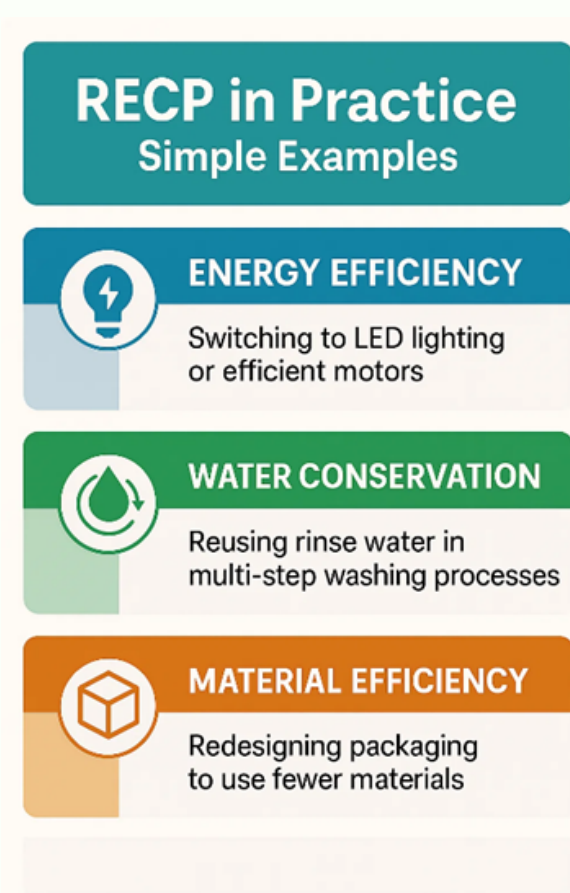 RECP in Practice
Simple Examples
ENERGY EFFICIENCY
Switching to LED lighting
or efficient motors
WATER CONSERVATION
Reusing rinse water in
multi-step washing processes
MATERIAL EFFICIENCY
Redesigning packaging
to use fewer materials